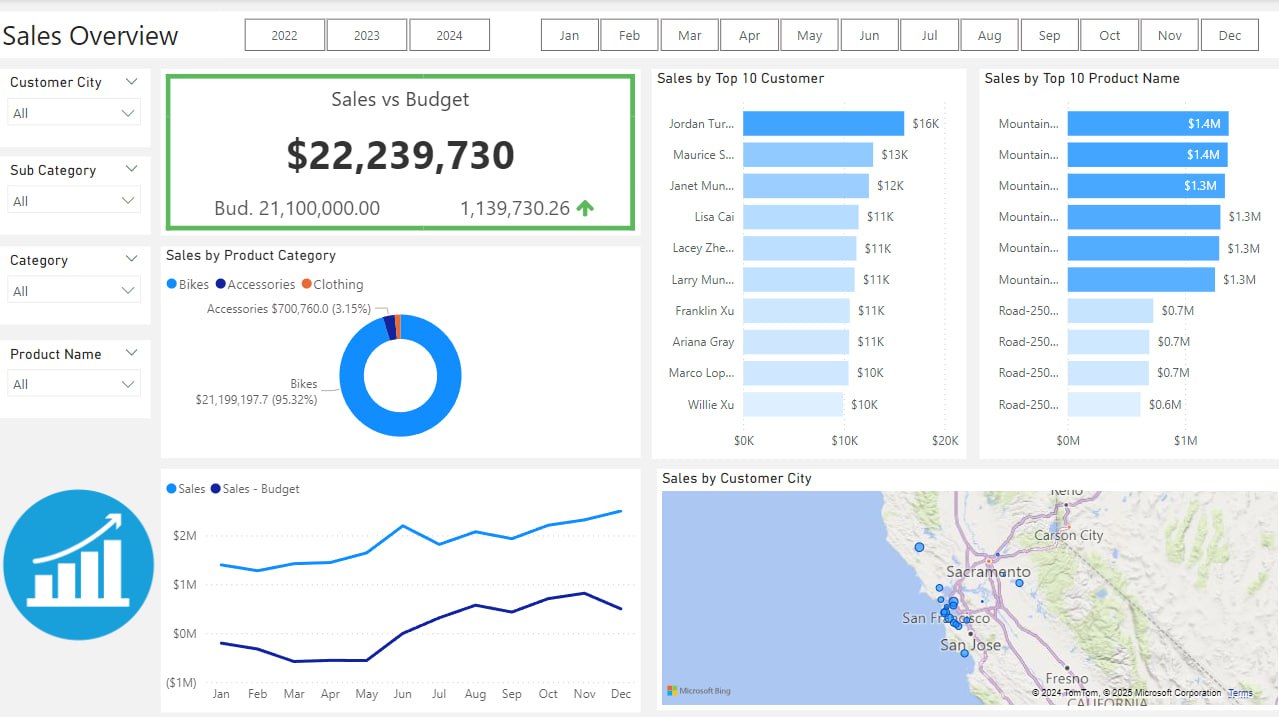 Sales Overview
2022 2023 2024
Jan Feb Mar Apr May Jun Jul Aug Sep Oct Nov Dec
Customer City
All
Sub Category
All
Category
All
Product Name
All
Sales vs Budget
$22,239,730
Bud. 21,100,000.00 1,139,730.26
Sales by Product Category
Bikes Accessories Clothing
Accessories $700,760.0 (3.15%)
Bikes
$21,199,197.7 (95.32%)
Sales by Top 10 Customer
Jordan Tur... $16K
Maurice S... $13K
Janet Mun... $12K
Lisa Cai $11K
Lacey Zhe... $11K
Larry Mun... $11K
Franklin Xu $11K
Ariana Gray $11K
Marco Lop... $10K
Willie Xu $10K
$0K $10K $20K
Sales by Top 10 Product Name
Mountain... $1.4M
Mountain... $1.4M
Mountain... $1.3M
Mountain... $1.3M
Mountain... $1.3M
Mountain... $1.3M
Road-250... $0.7M
Road-250... $0.7M
Road-250... $0.7M
Road-250... $0.6M
$0M $1M
Sales Sales - Budget
$2M
$1M
$0M
($1M)
Jan Feb Mar Apr May Jun Jul Aug Sep Oct Nov Dec
Sales by Customer City
Reno
Carson City
Sacramento
San Francisco
San Jose
Fresno
Microsoft Bing
© 2024 TomTom, © 2025 Microsoft Corporation Terms
CALIFORNIA